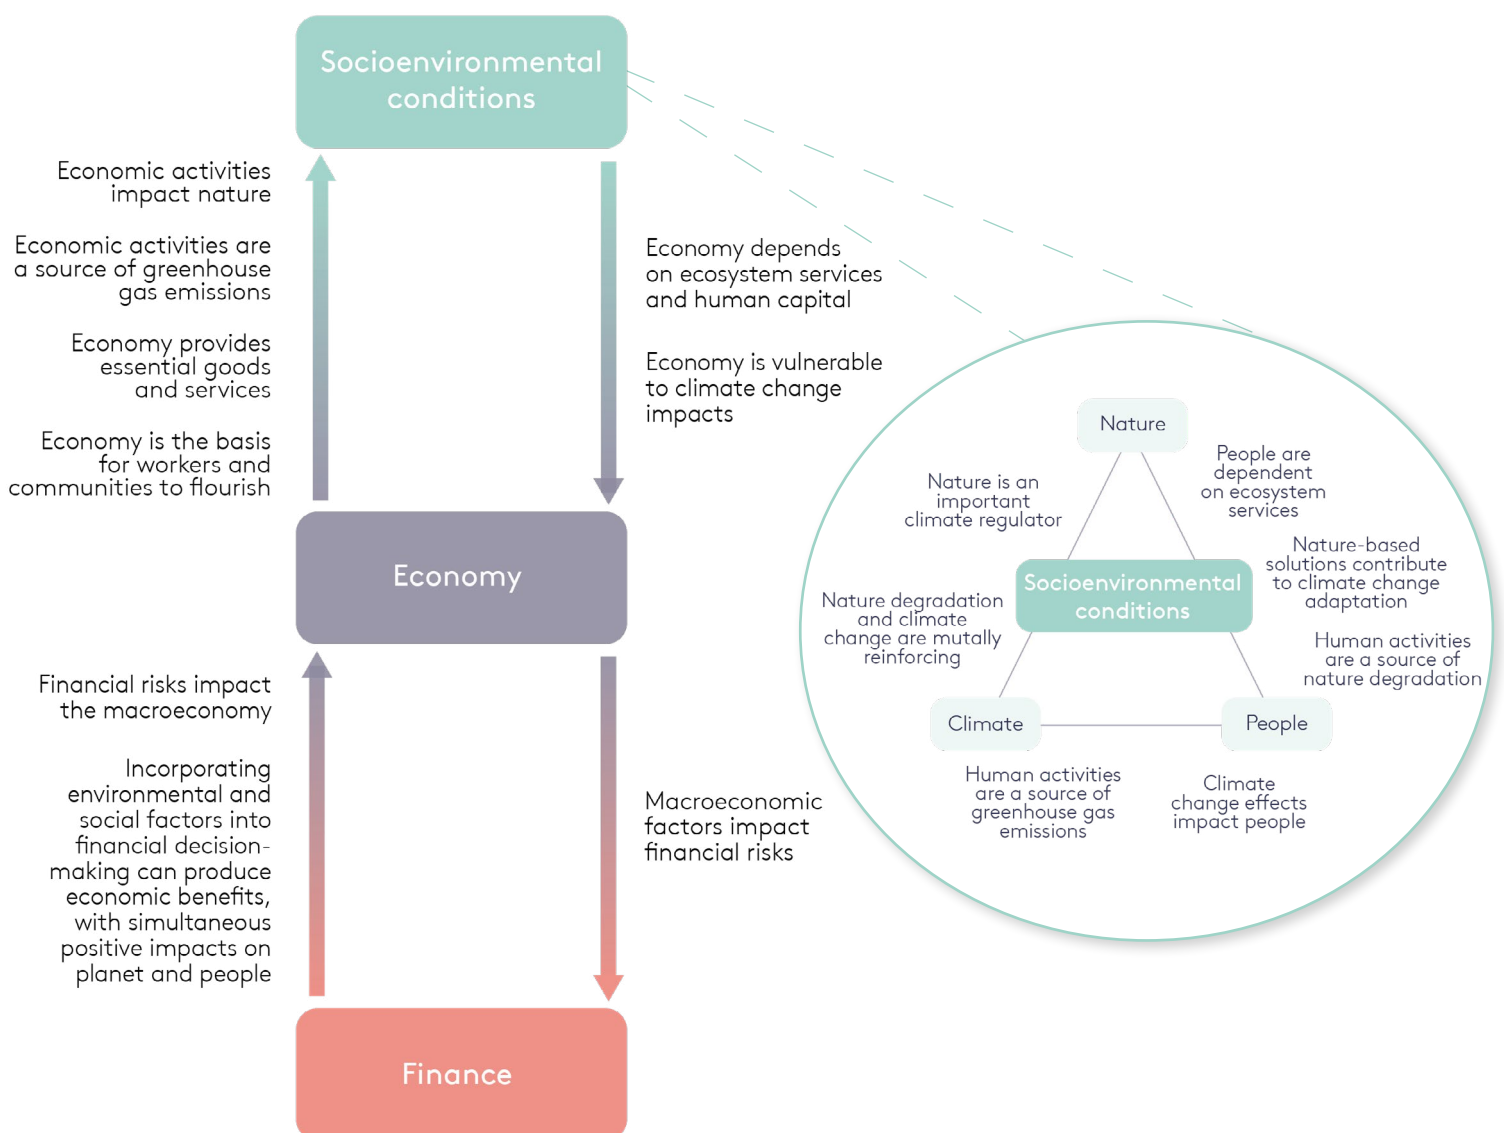 Socioenvironmental
conditions
Economic activities
impact nature
Economic activities are
a source of greenhouse
gas emissions
Economy provides
essential goods
and services
Economy is the basis
for workers and
communities to flourish
Economy depends
on ecosystem services
and human capital
Economy is vulnerable
to climate change
impacts
Economy
Financial risks impact
the macroeconomy
Incorporating
environmental and
social factors into
financial decision-
making can produce
economic benefits,
with simultaneous
positive impacts on
planet and people
Macroeconomic
factors impact
financial risks
Finance
Nature
Nature is an
important
climate regulator
People are
dependent
on ecosystem
services
Nature-based
solutions contribute
to climate change
adaptation
Socioenvironmental
conditions
Nature degradation
and climate
change are mutally
reinforcing
Human activities
are a source of
nature degradation
Climate
People
Human activities
are a source of
greenhouse gas
emissions
Climate
change effects
impact people